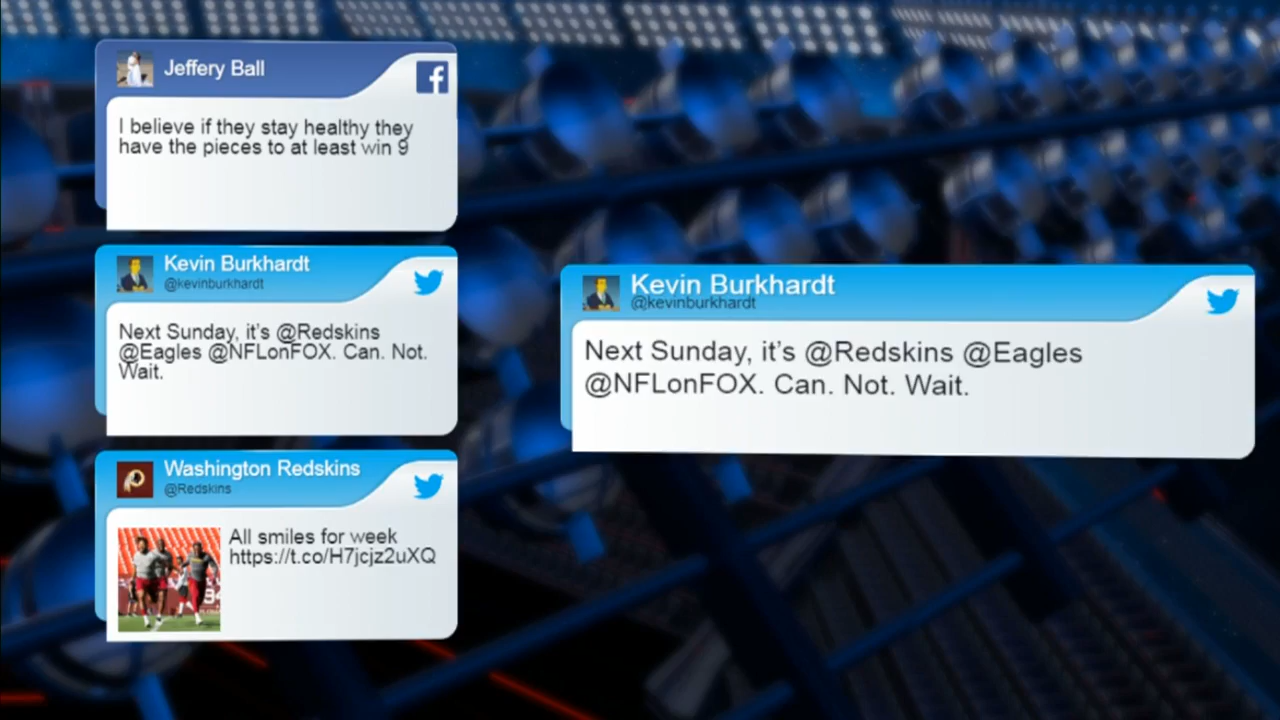 Jeffery Ball
I believe if they stay healthy they
have the pieces to at least win 9
Kevin Burkhardt
@kevinburkhardt
Next Sunday, it's @Redskins
@Eagles @NFLonFOX. Can. Not.
Wait.
Washington Redskins
@Redskins
All smiles for week
https://t.co/H7jcjz2uXQ
Kevin Burkhardt
@kevinburkhardt
Next Sunday, it's @Redskins @Eagles
@NFLonFOX. Can. Not. Wait.